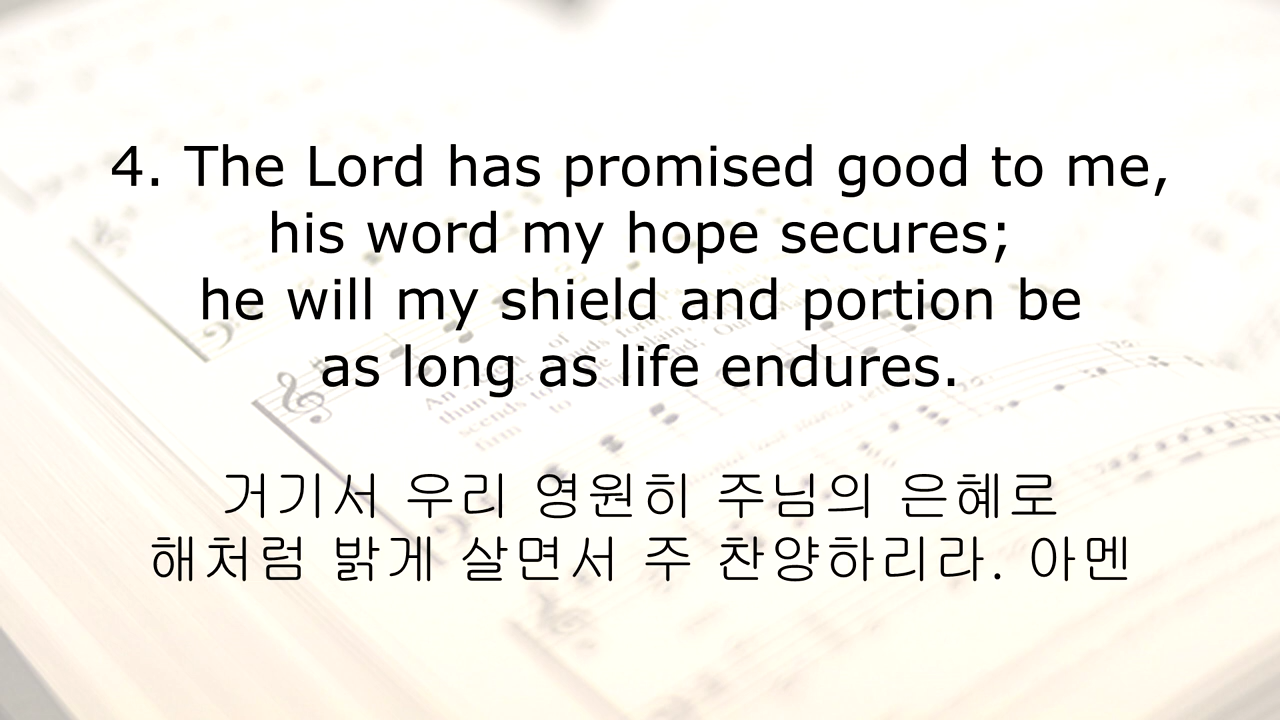 4. The Lord has promised good to me,
his word my hope secures;
he will my shield and portion be
as long as life endures.
거기서 우리 영원히 주님의 은혜로
해처럼 밝게 살면서 주 찬양하리라. 아멘